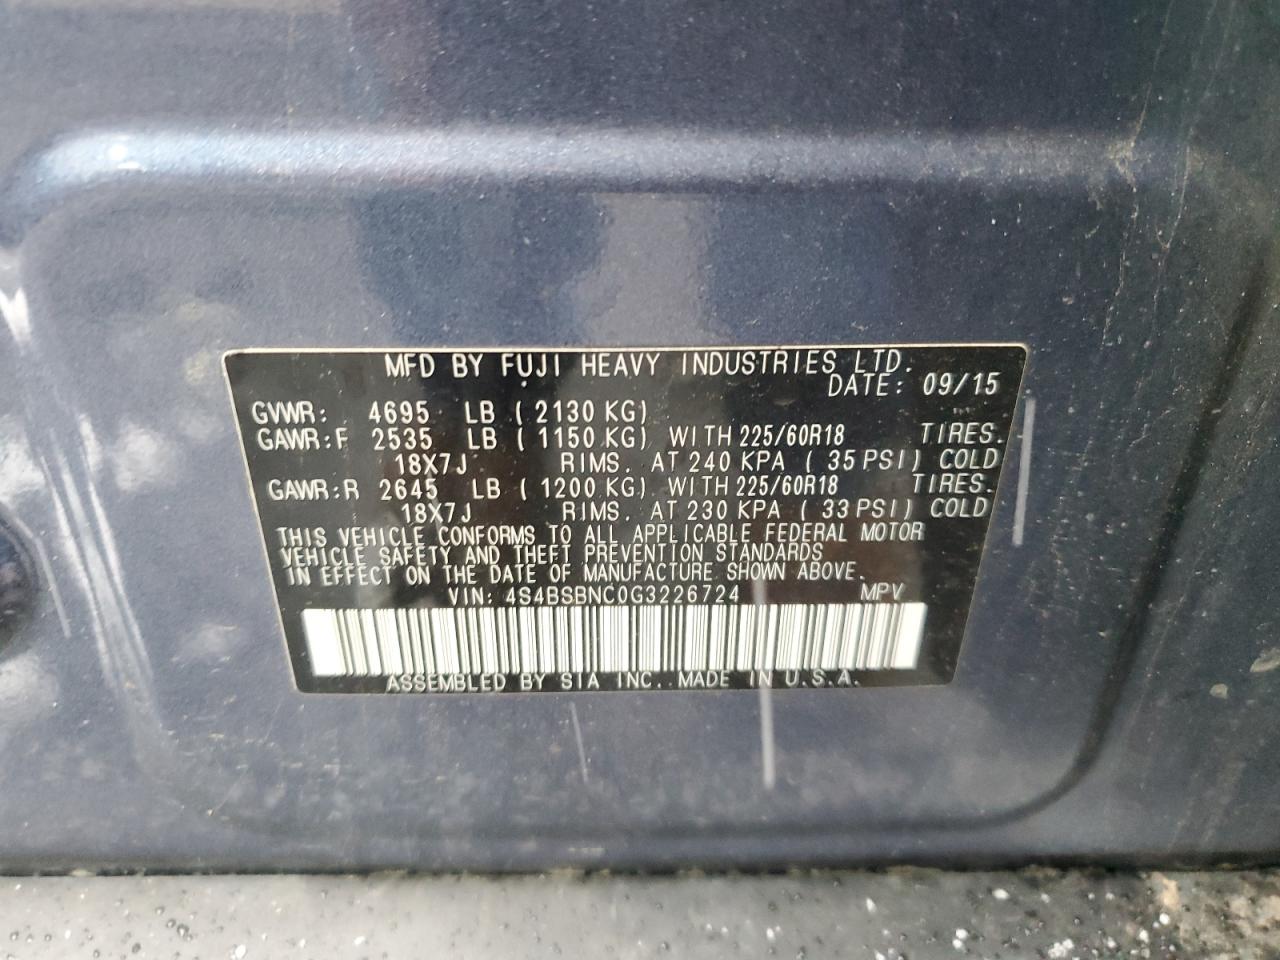 MFD BY FUJI HEAVY INDUSTRIES LTD.
DATE: 09/15
GVWR: 4695 LB ( 2130 KG)
GAWR:F 2535 LB ( 1150 KG) WITH 225/60R18 TIRES.
18X7J RIMS. AT 240 KPA ( 35 PSI) COLD
GAWR:R 2645 LB ( 1200 KG) WITH 225/60R18 TIRES.
18X7J RIMS. AT 230 KPA ( 33 PSI) COLD
THIS VEHICLE CONFORMS TO ALL APPLICABLE FEDERAL MOTOR
VEHICLE SAFETY AND THEFT PREVENTION STANDARDS
IN EFFECT ON THE DATE OF MANUFACTURE SHOWN ABOVE.
VIN: 4S4BSBNC0G3226724 MPV
ASSEMBLED BY SIA INC. MADE IN U.S.A.